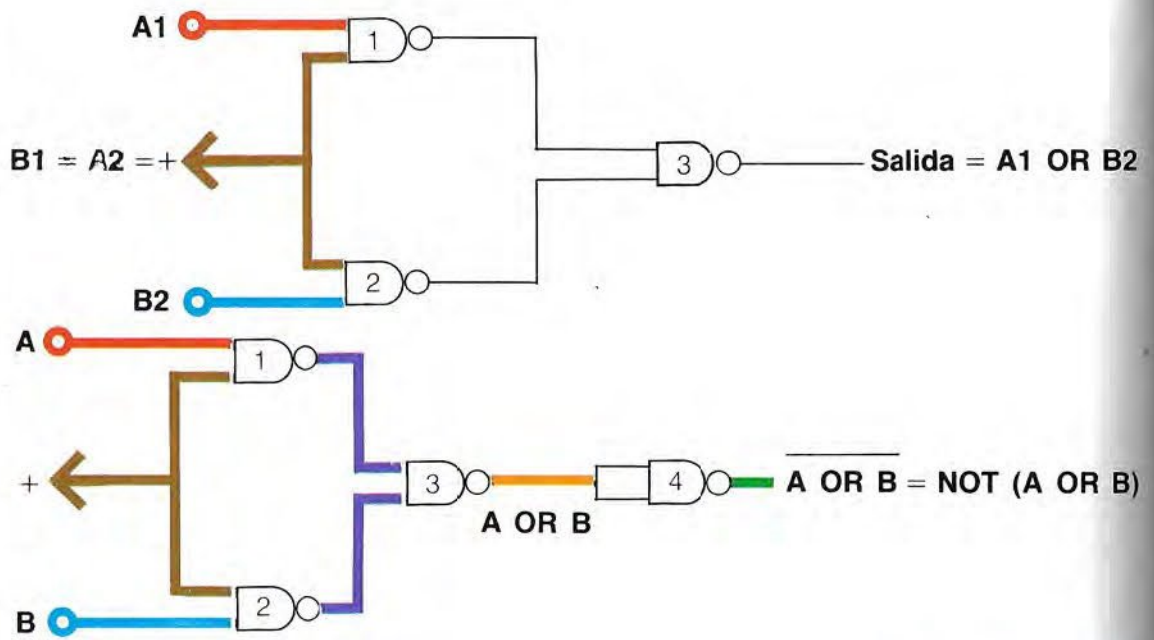 A1
1
B1 = A2 = +
3
Salida = A1 OR B2
2
B2
A
1
+
3
4
A OR B = NOT (A OR B)
A OR B
2
B